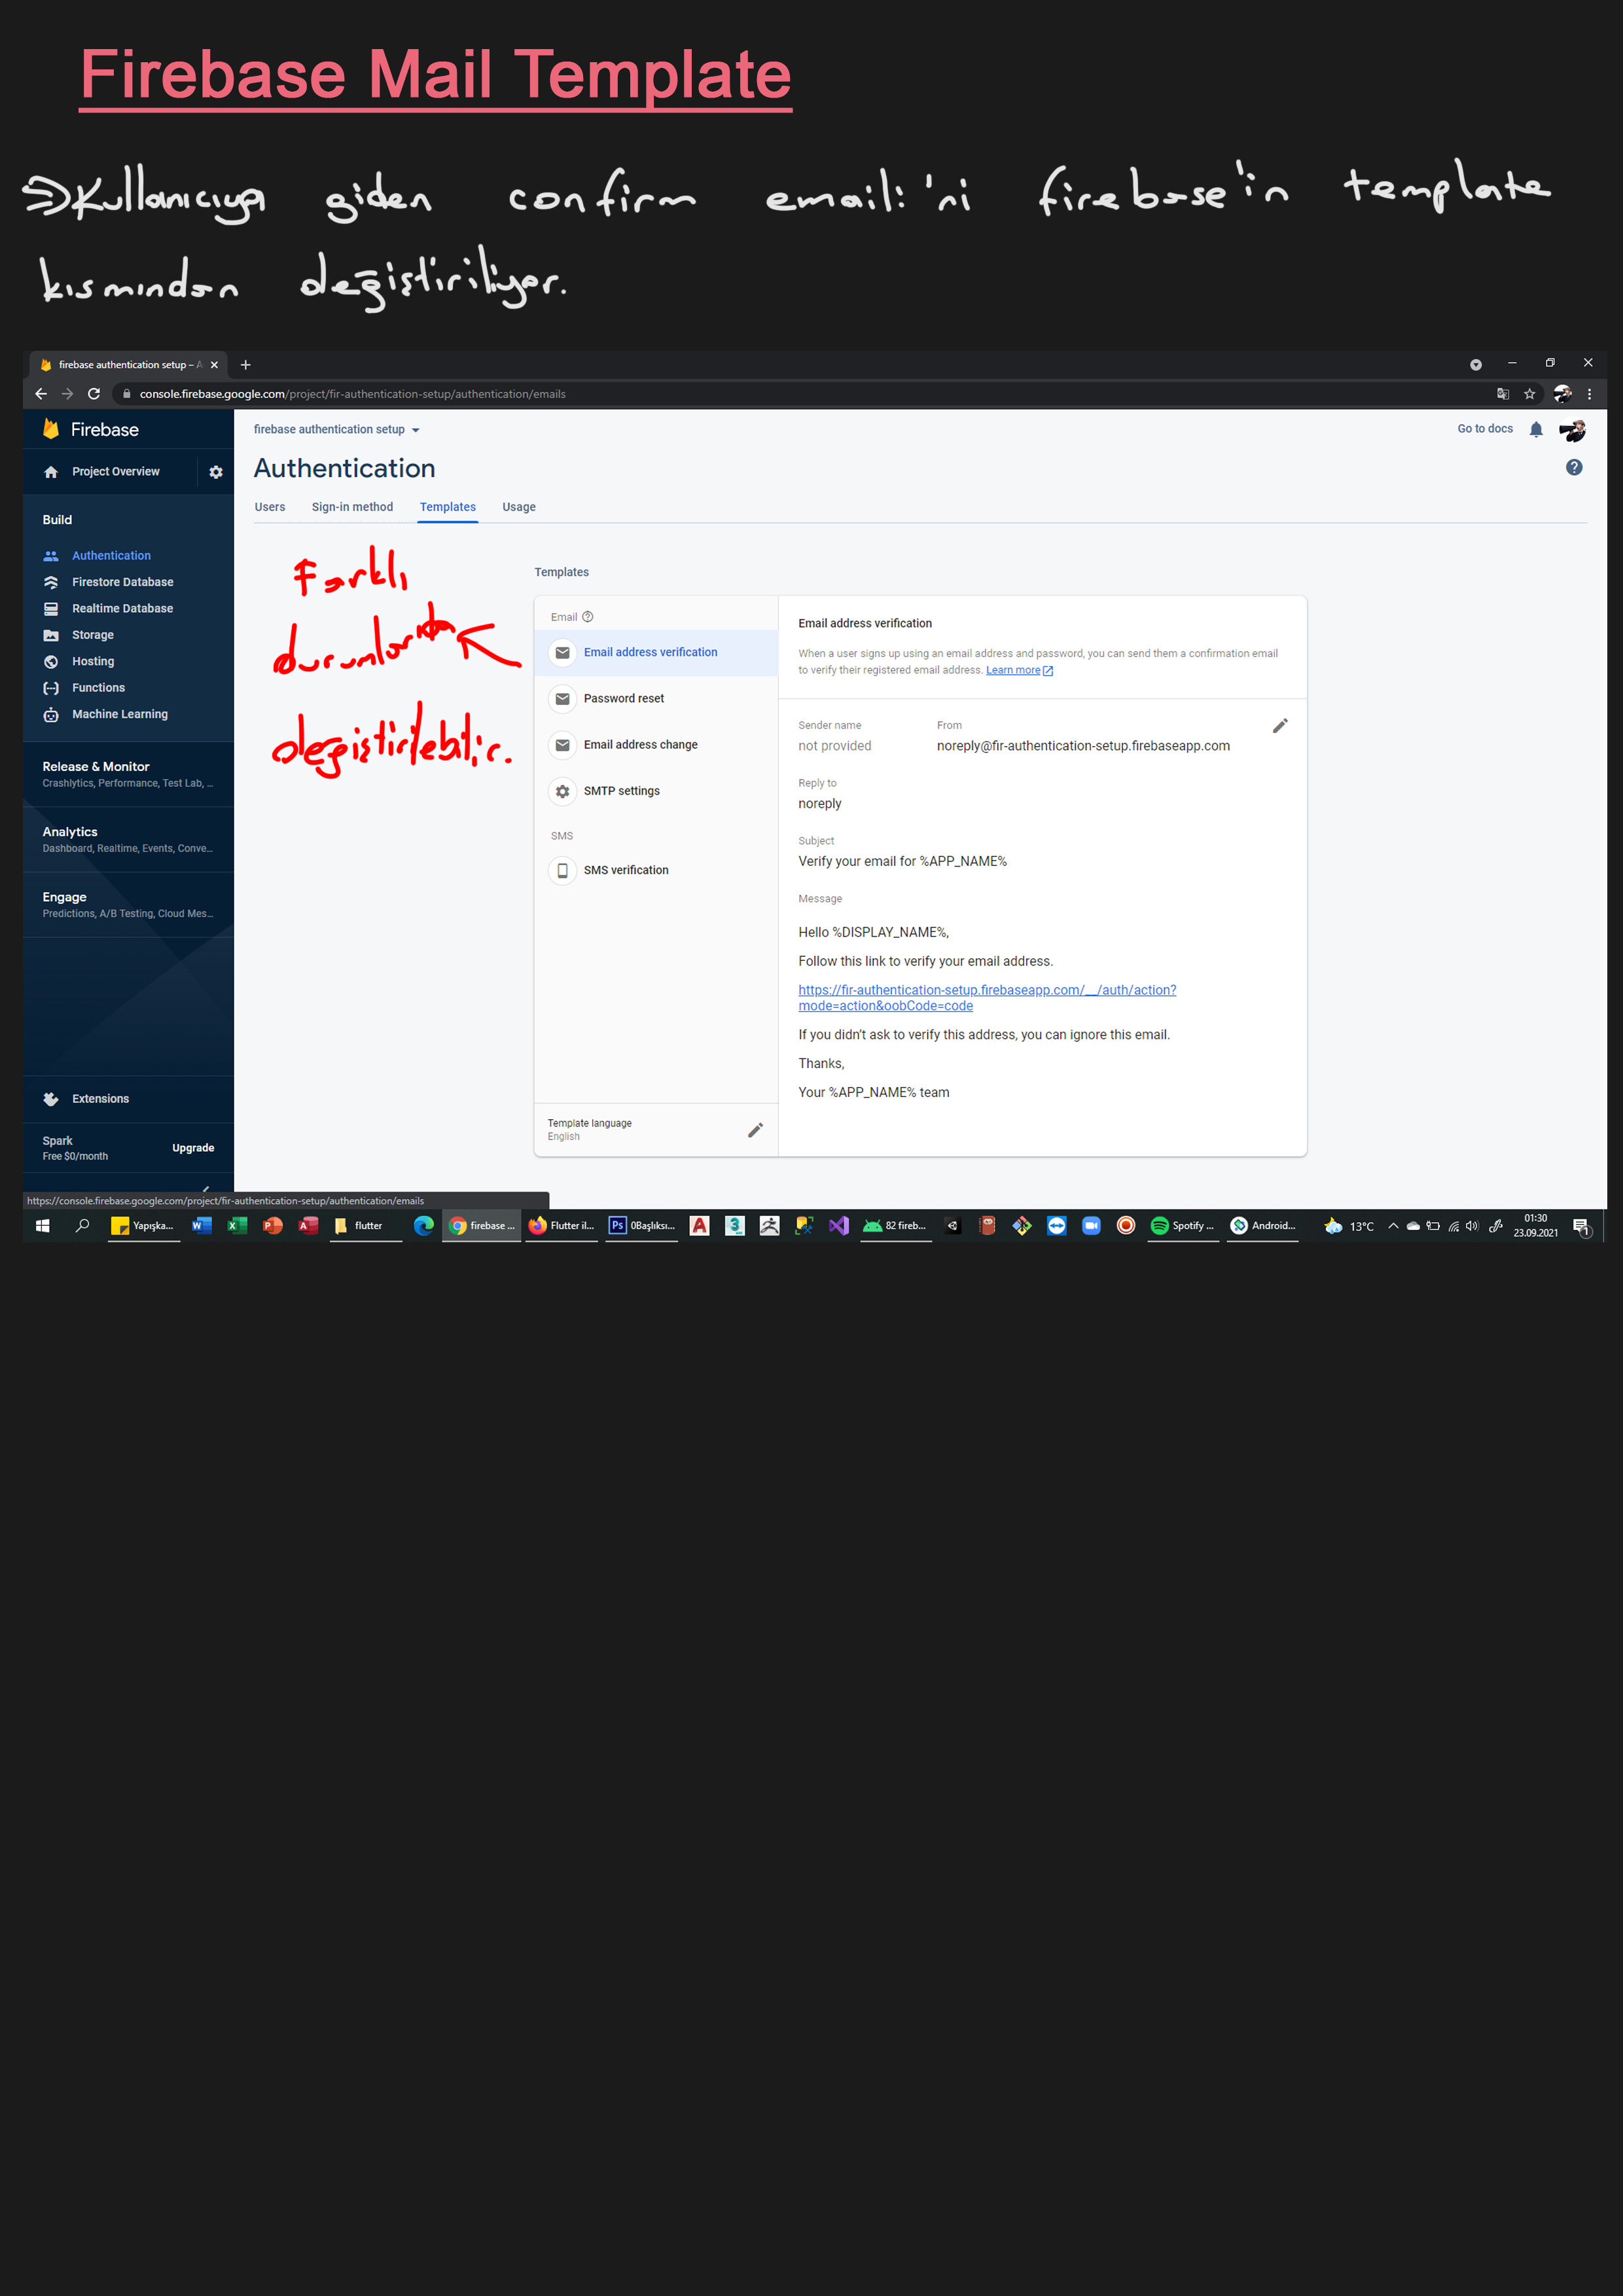 Firebase Mail Template
⇒Kullanıcıya giden confirm email'ni firebase'in template
kısmından değiştiriliyor.
firebase authentication setup – A
console.firebase.google.com/project/fir-authentication-setup/authentication/emails
Firebase
firebase authentication setup
Go to docs
Project Overview
Authentication
Users Sign-in method Templates Usage
Build
Authentication
Firestore Database
Realtime Database
Storage
Hosting
Functions
Machine Learning
Release & Monitor
Crashlytics, Performance, Test Lab, ...
Analytics
Dashboard, Realtime, Events, Conve...
Engage
Predictions, A/B Testing, Cloud Mes...
Extensions
Spark
Free $0/month
Upgrade
Farklı
durumlarda
değiştirilebilir.
Templates
Email
Email address verification
Password reset
Email address change
SMTP settings
SMS
SMS verification
Template language
English
Email address verification
When a user signs up using an email address and password, you can send them a confirmation email
to verify their registered email address. Learn more
Sender name From
not provided noreply@fir-authentication-setup.firebaseapp.com
Reply to
noreply
Subject
Verify your email for %APP_NAME%
Message
Hello %DISPLAY_NAME%,
Follow this link to verify your email address.
https://fir-authentication-setup.firebaseapp.com/__/auth/action?
mode=action&oobCode=code
If you didn't ask to verify this address, you can ignore this email.
Thanks,
Your %APP_NAME% team
https://console.firebase.google.com/project/fir-authentication-setup/authentication/emails
Yapışka... flutter firebase ... Flutter il... 0Başlıksı... 82 fireb... Spotify ... Android... 13°C 01:30
23.09.2021